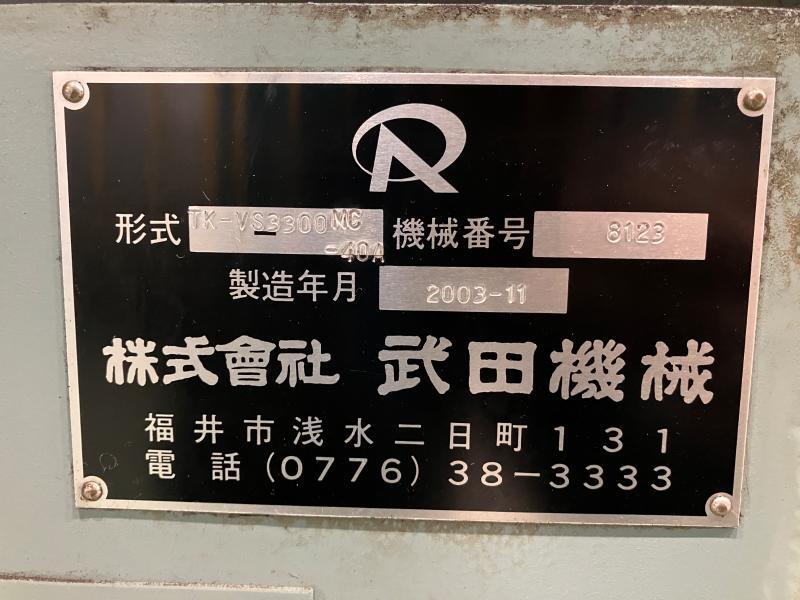 形式 TK-VS3300MC 機械番号 8123
-40A
製造年月 2003-11
株式會社 武田機械
福井市浅水二日町131
電話(0776)38-3333